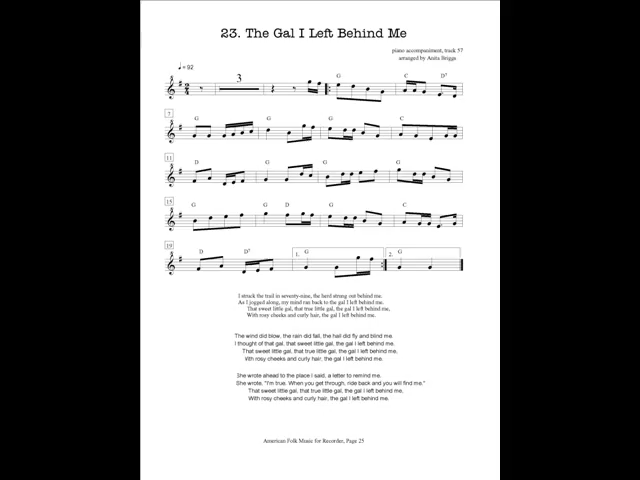 23. The Gal I Left Behind Me
piano accompaniment, track 57
arranged by Anita Briggs
♩ = 92
3
G C D7
7
G G G C
11
D G G G
15
G G G C
19
D D7 1. G 2. G
I struck the trail in seventy-nine, the herd strung out behind me.
As I jogged along, my mind ran back to the gal I left behind me.
That sweet little gal, that true little gal, the gal I left behind me,
With rosy cheeks and curly hair, the gal I left behind me.
The wind did blow, the rain did fall, the hail did fly and blind me.
I thought of that gal, that sweet little gal, the gal I left behind me.
That sweet little gal, that true little gal, the gal I left behind me.
With rosy cheeks and curly hair, the gal I left behind me.
She wrote ahead to the place I said, a letter to remind me.
She wrote, "I'm true. When you get through, ride back and you will find me."
That sweet little gal, that true little gal, the gal I left behind me.
With rosy cheeks and curly hair, the gal I left behind me.
American Folk Music for Recorder, Page 25